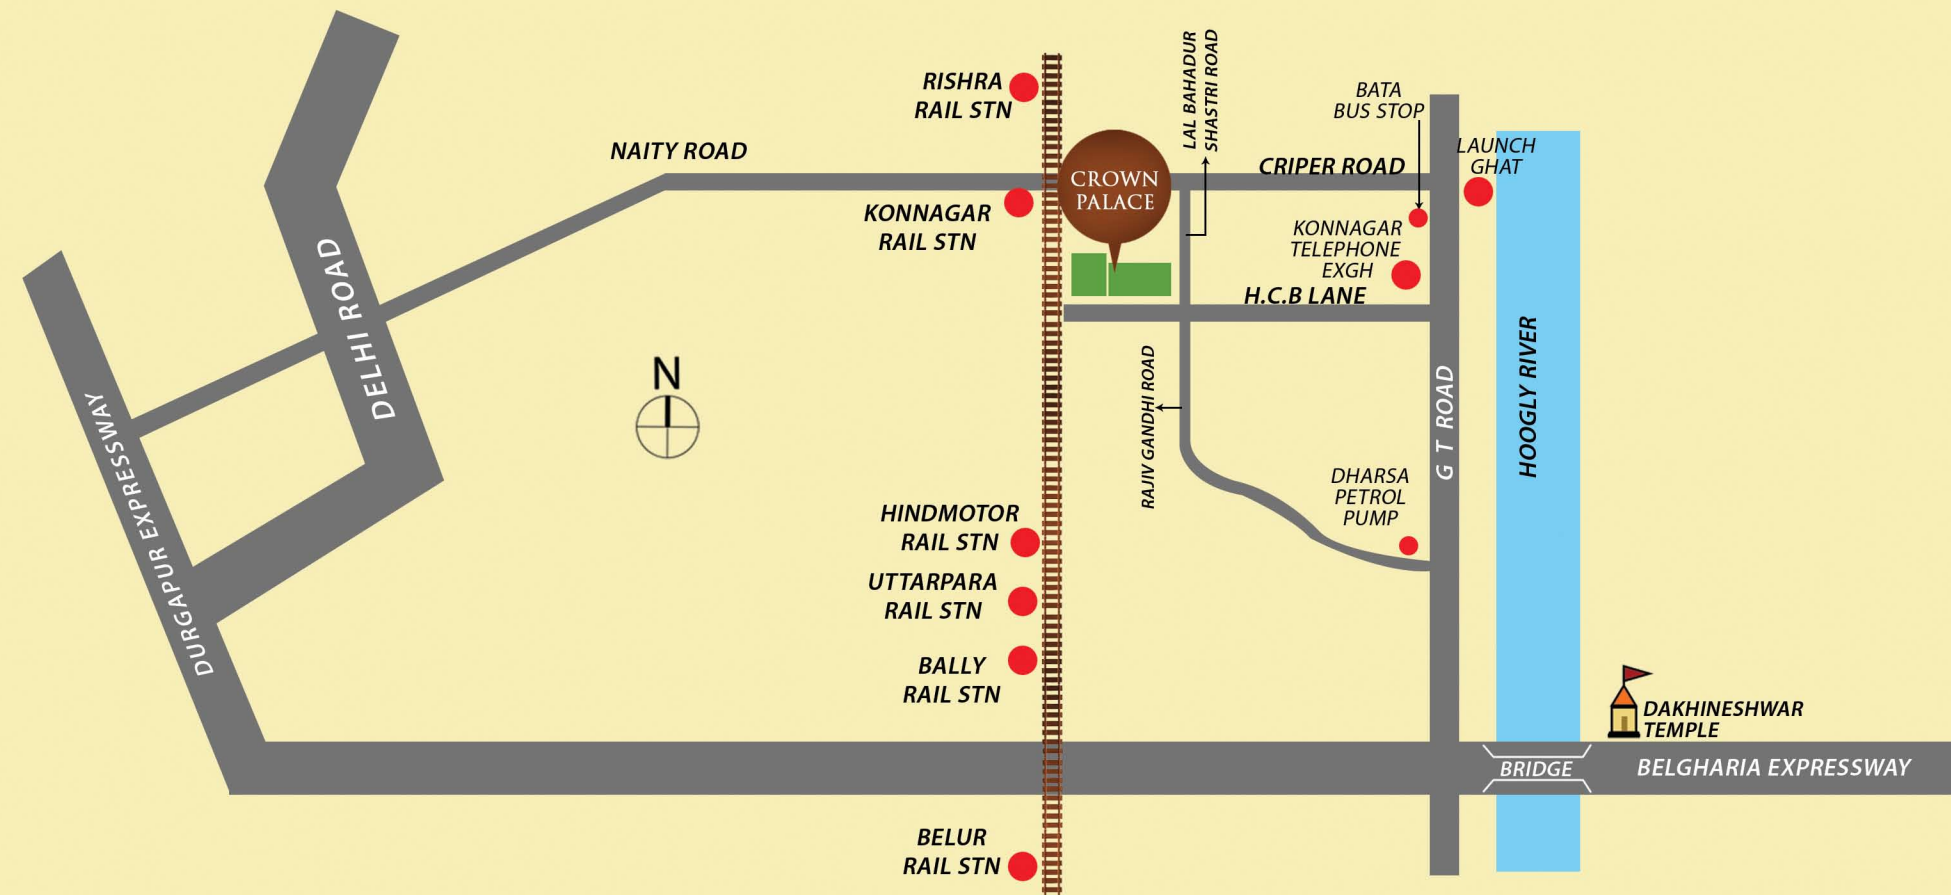 RISHRA
RAIL STN
LAL BAHADUR
SHASTRI ROAD
BATA
BUS STOP
NAITY ROAD
CROWN
PALACE
CRIPER ROAD
LAUNCH
GHAT
KONNAGAR
RAIL STN
KONNAGAR
TELEPHONE
EXGH
H.C.B LANE
DELHI ROAD
N
RAJIV GANDHI ROAD
G T ROAD
HOOGLY RIVER
DURGAPUR EXPRESSWAY
DHARSA
PETROL
PUMP
HINDMOTOR
RAIL STN
UTTARPARA
RAIL STN
BALLY
RAIL STN
DAKHINESHWAR
TEMPLE
BRIDGE
BELGHARIA EXPRESSWAY
BELUR
RAIL STN